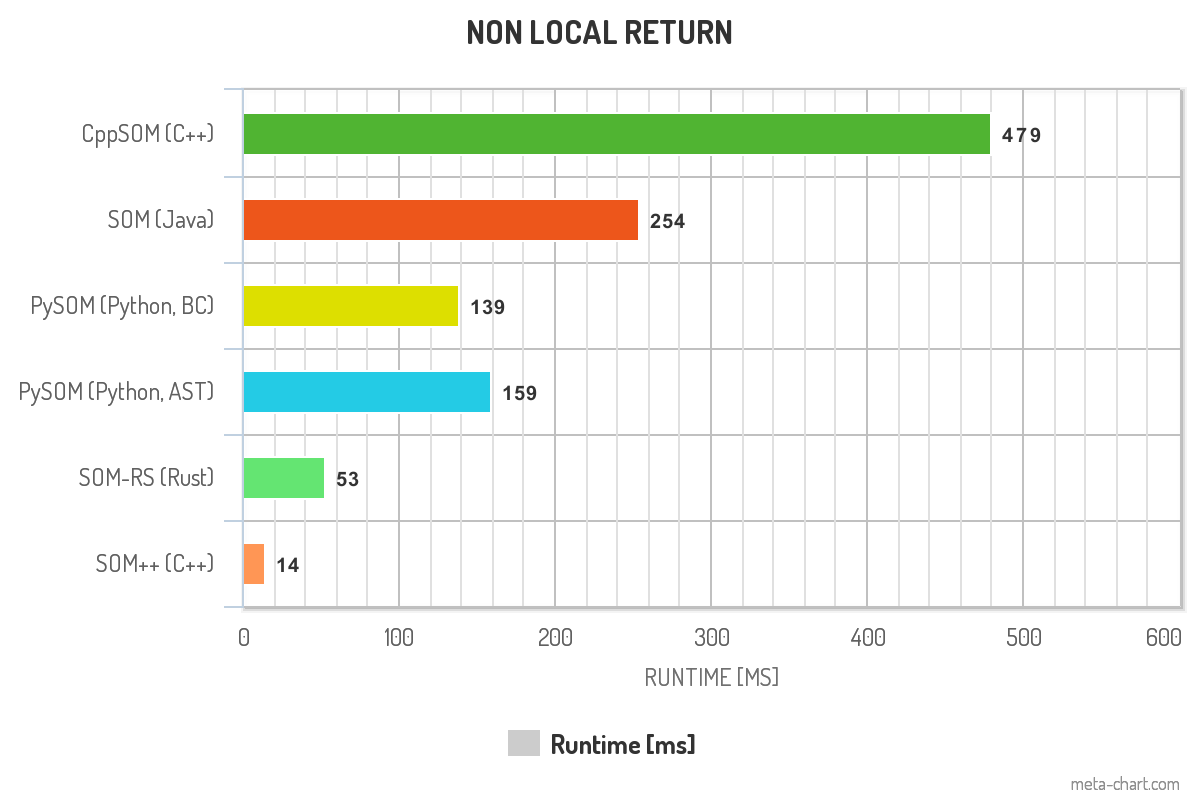 NON LOCAL RETURN
CppSOM (C++) 479
SOM (Java) 254
PySOM (Python, BC) 139
PySOM (Python, AST) 159
SOM-RS (Rust) 53
SOM++ (C++) 14
0 100 200 300 400 500 600
RUNTIME [MS]
Runtime [ms]
meta-chart.com